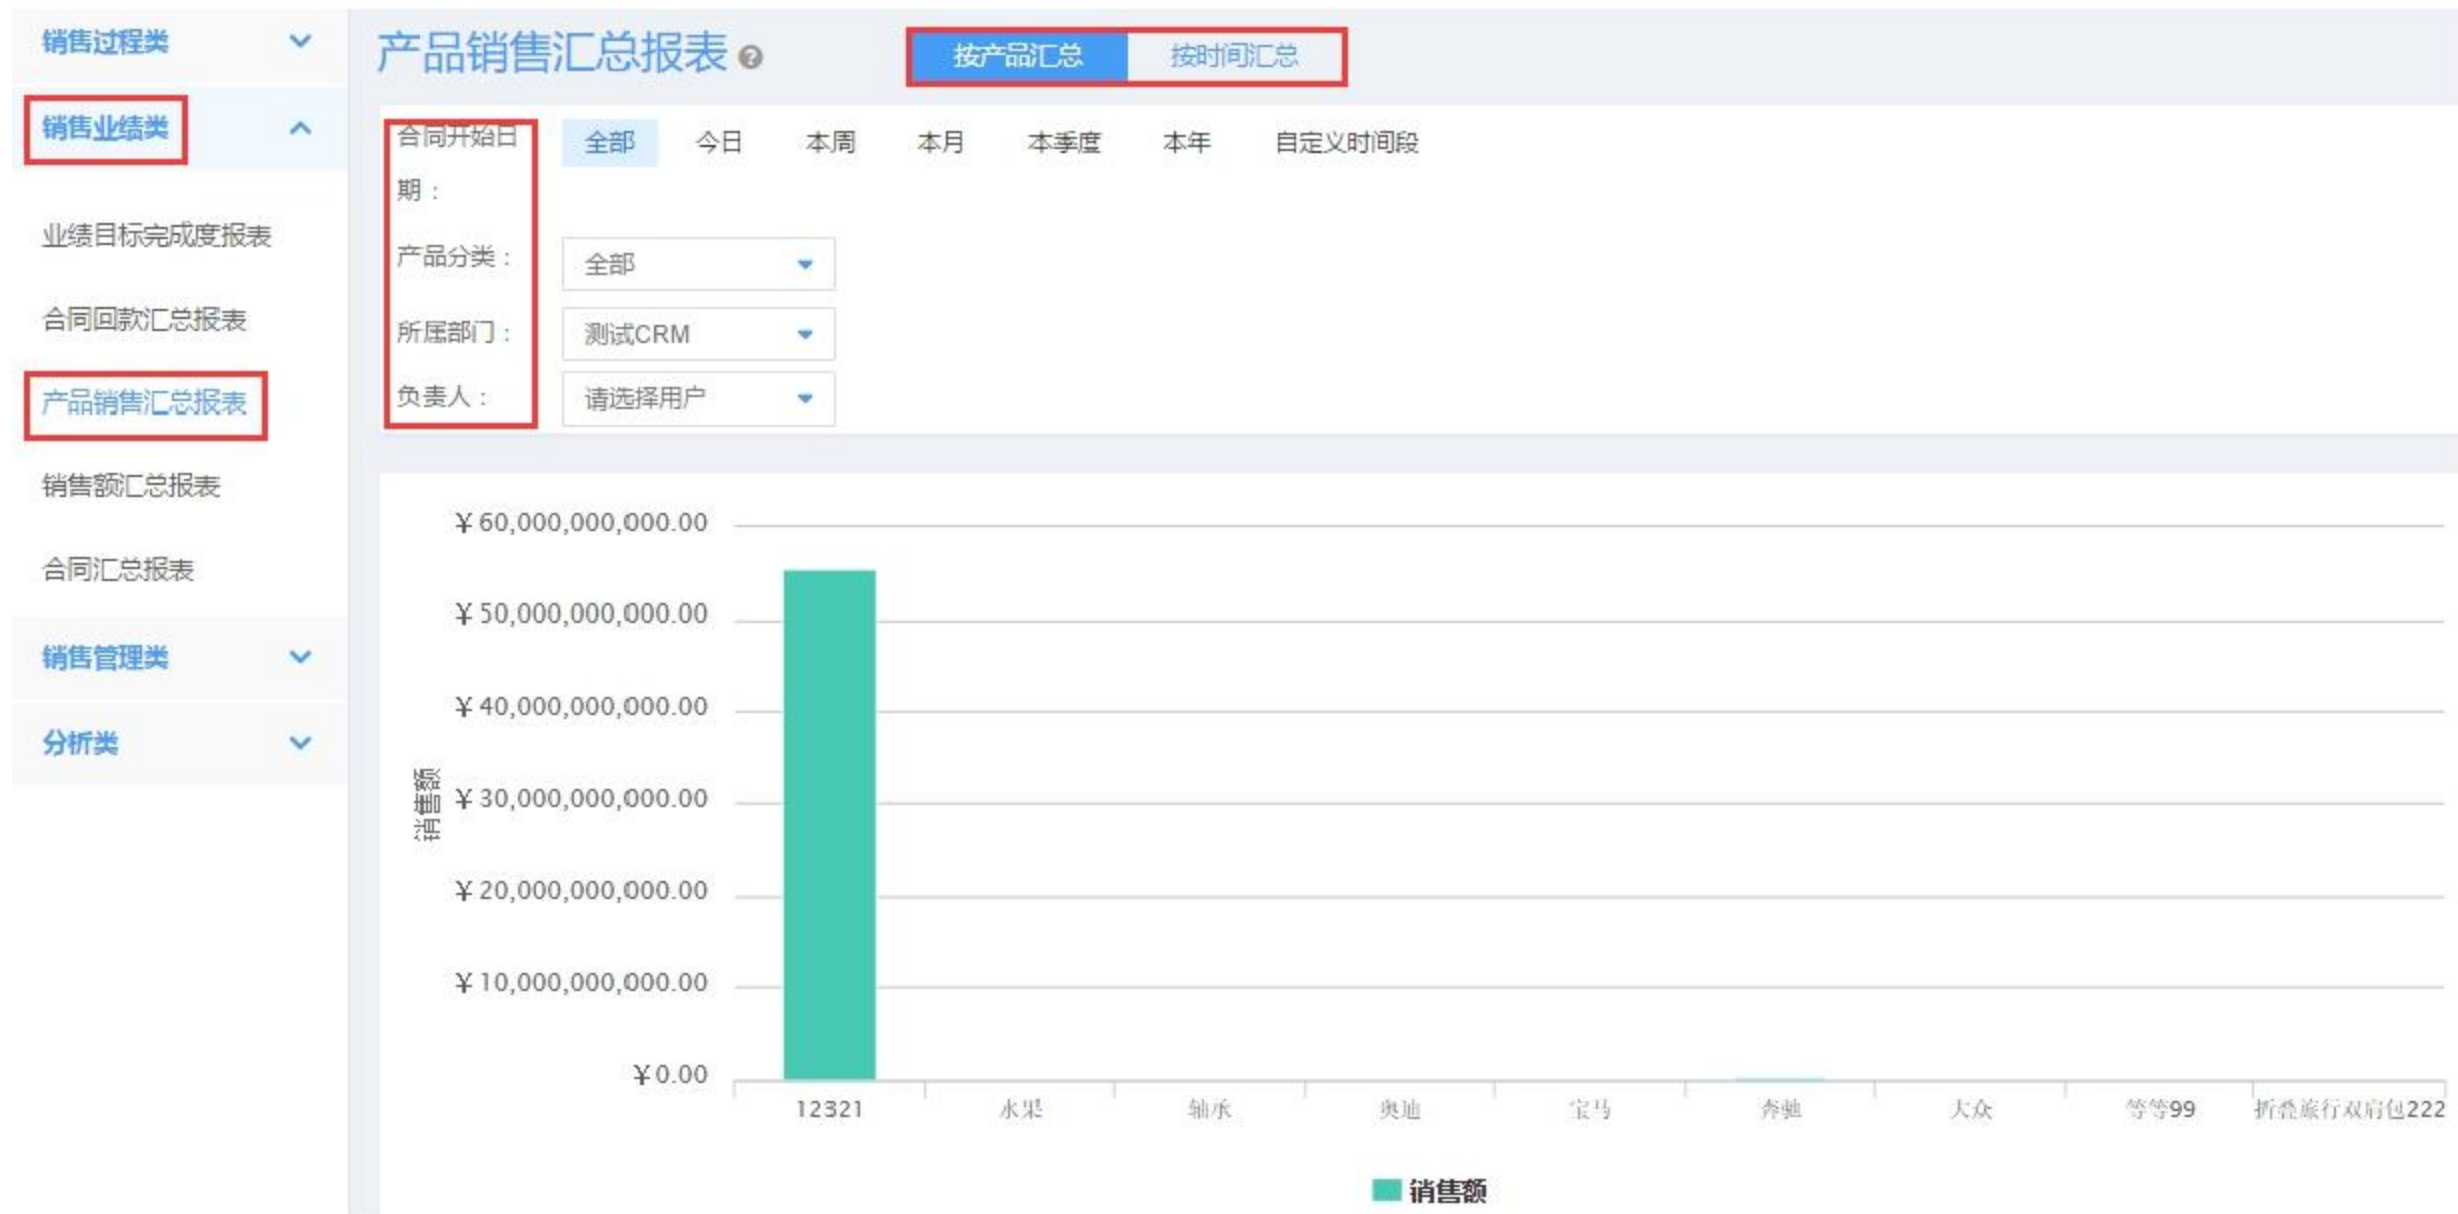 销售过程类
销售业绩类
业绩目标完成度报表
合同回款汇总报表
产品销售汇总报表
销售额汇总报表
合同汇总报表
销售管理类
分析类
产品销售汇总报表 ?
按产品汇总 按时间汇总
合同开始日期： 全部 今日 本周 本月 本季度 本年 自定义时间段
产品分类： 全部
所属部门： 测试CRM
负责人： 请选择用户
¥60,000,000,000.00
¥50,000,000,000.00
¥40,000,000,000.00
¥30,000,000,000.00
¥20,000,000,000.00
¥10,000,000,000.00
¥0.00
销售额
12321 水果 轴承 奥迪 宝马 奔驰 大众 等等99 折叠旅行双肩包222
销售额